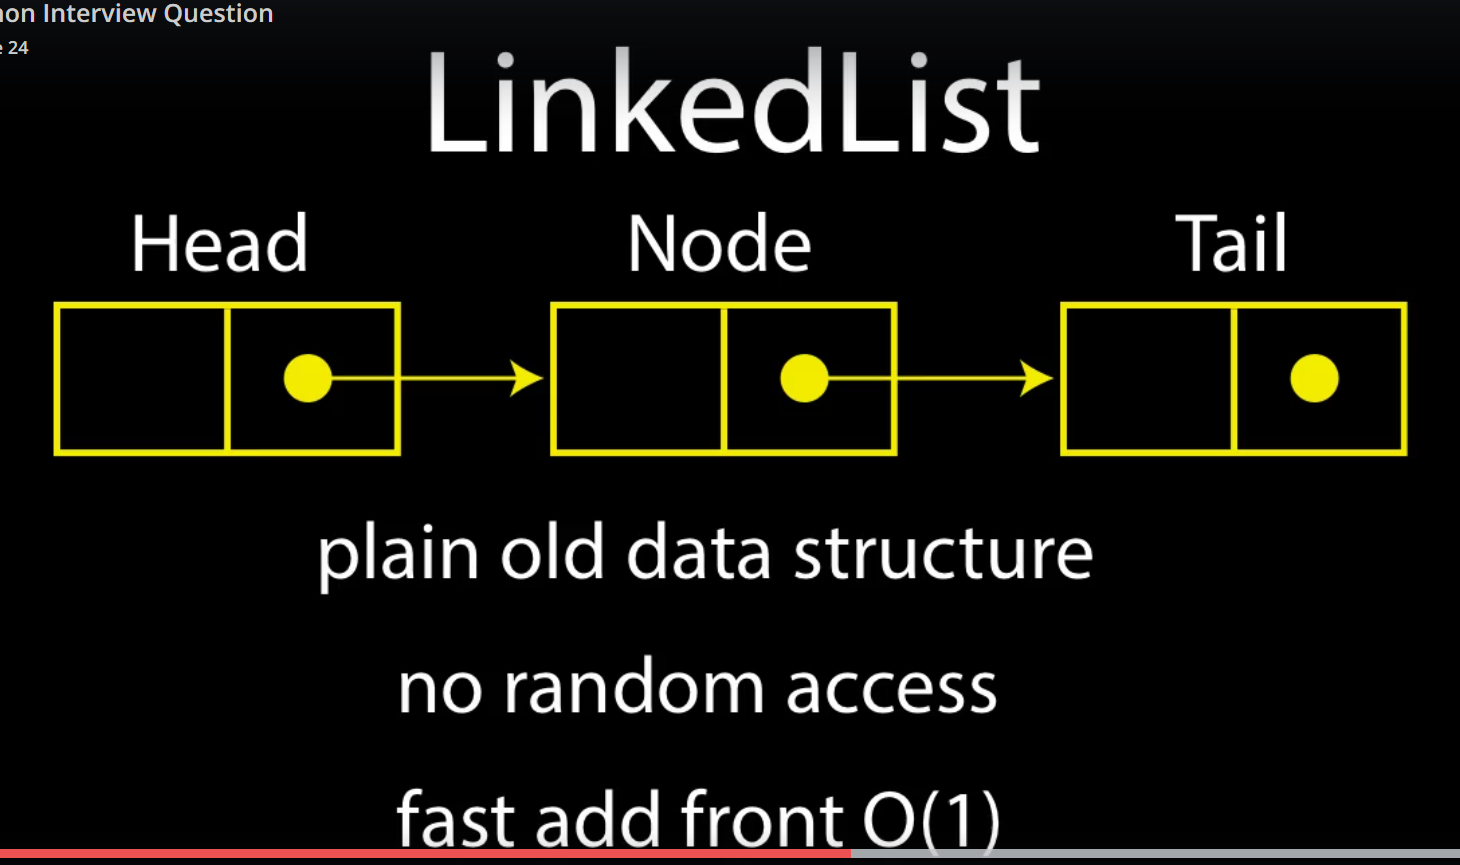 Interview Question
24
LinkedList
Head Node Tail
plain old data structure
no random access
fast add front O(1)